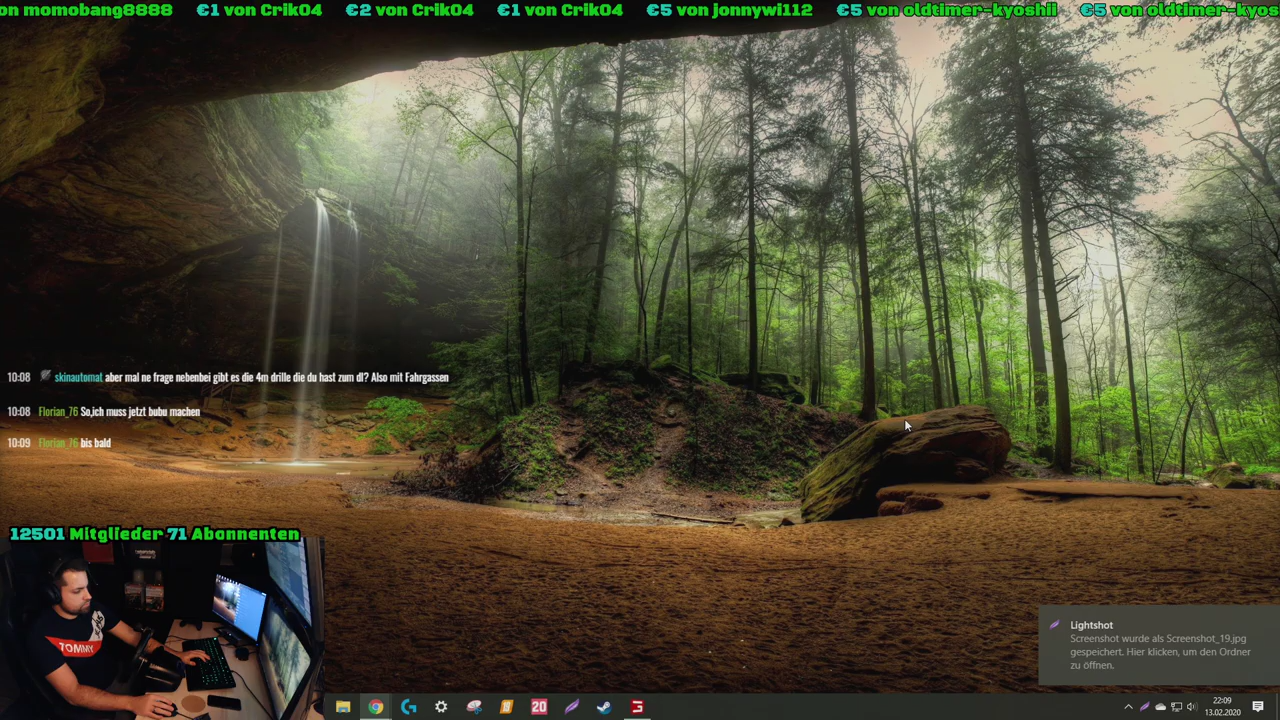 on momobang8888 €1 von Crik04 €2 von Crik04 €1 von Crik04 €5 von jonnywi112 €5 von oldtimer-kyoshii €5 von oldtimer-kyos
10:08 skinautomat aber mal ne frage nebenbei gibt es die 4m drille die du hast zum dl? Also mit Fahrgassen
10:08 Florian_76 So,ich muss jetzt bubu machen
10:09 Florian_76 bis bald
12501 Mitglieder 71 Abonnenten
TOMMY
Lightshot
Screenshot wurde als Screenshot_19.jpg
gespeichert. Hier klicken, um den Ordner
zu öffnen.
20
22:09
13.02.2020